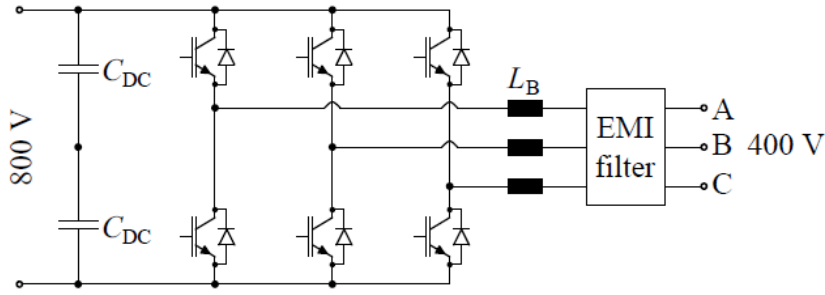 800 V
C_DC
C_DC
L_B
EMI
filter
A
B 400 V
C